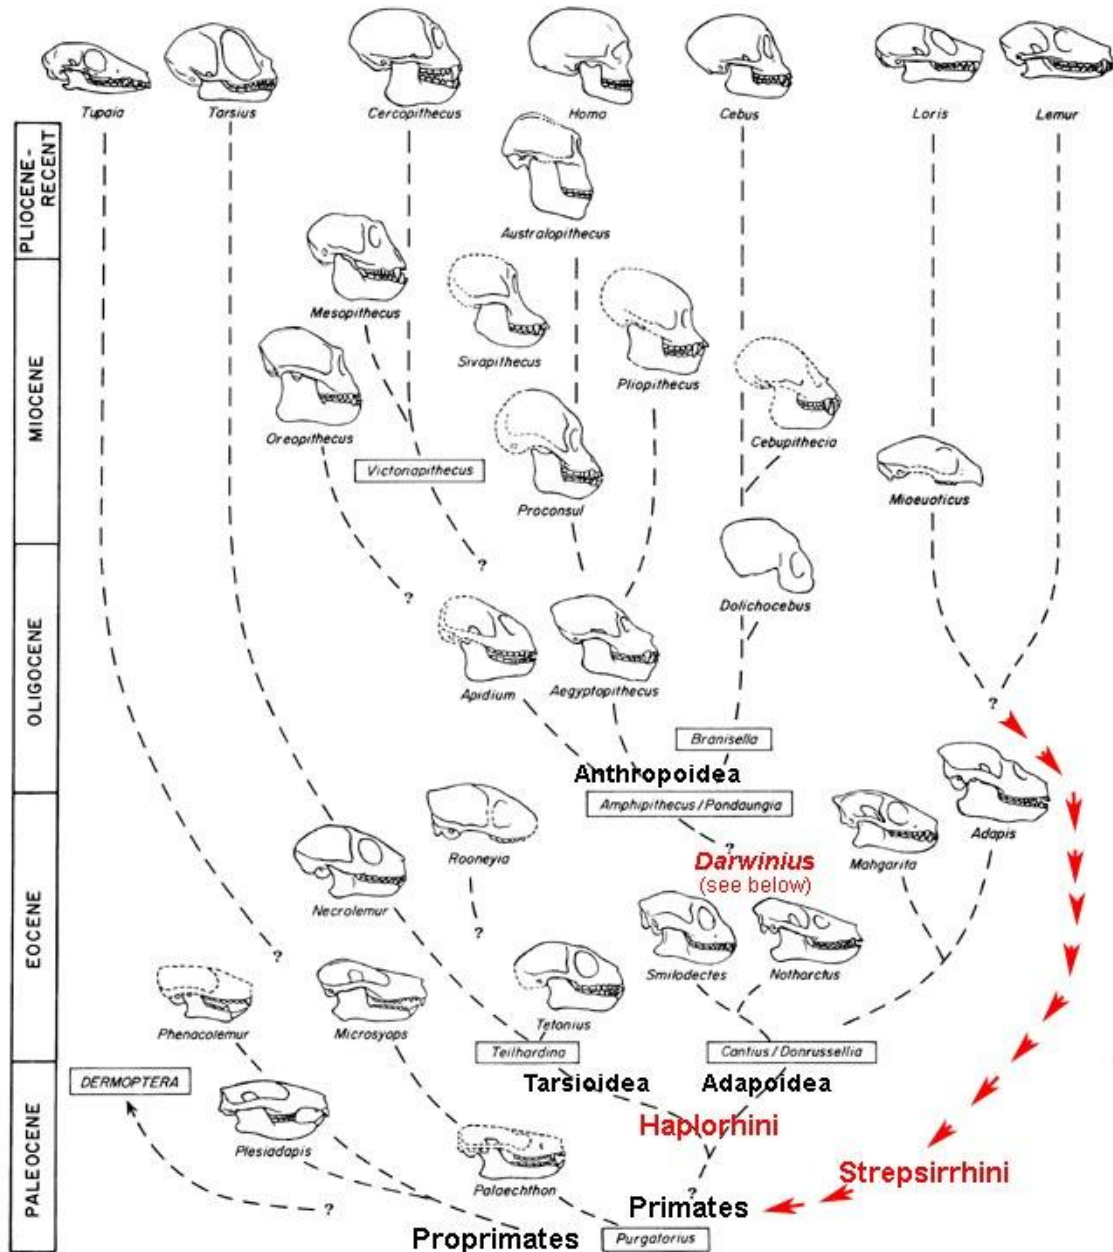 Tupaia
Tarsius
Cercopithecus
Homo
Cebus
Loris
Lemur
PLIOCENE-
RECENT
Australopithecus
MIOCENE
Mesopithecus
Sivapithecus
Pliopithecus
Oreopithecus
Cebupithecia
Victoriapithecus
Proconsul
Mioeuoticus
OLIGOCENE
?
?
Dolichocebus
Apidium
Aegyptopithecus
?
Branisella
Anthropoidea
Amphipithecus / Pondaungia
Adapis
EOCENE
Rooneyia
?
Mahgarita
Darwinius
(see below)
Necrolemur
?
?
Smilodectes
Notharctus
Phenacolemur
Microsyops
Tetonius
Teilhardina
Cantius / Donrussellia
PALEOCENE
DERMOPTERA
Tarsioidea
Adapoidea
Haplorhini
Plesiadapis
Strepsirrhini
Palaechthon
?
?
Primates
Proprimates
Purgatorius